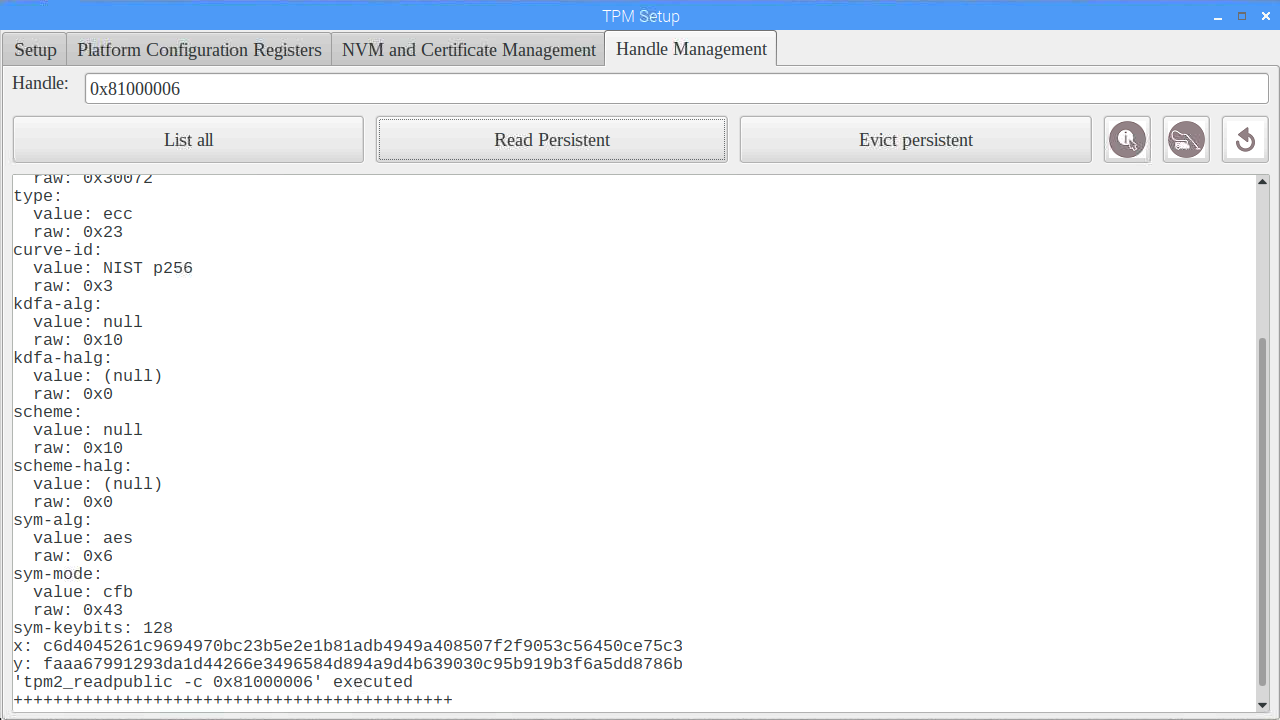 TPM Setup
Setup
Platform Configuration Registers
NVM and Certificate Management
Handle Management
Handle:
0x81000006
List all
Read Persistent
Evict persistent
raw: 0x30072
type:
value: ecc
raw: 0x23
curve-id:
value: NIST p256
raw: 0x3
kdfa-alg:
value: null
raw: 0x10
kdfa-halg:
value: (null)
raw: 0x0
scheme:
value: null
raw: 0x10
scheme-halg:
value: (null)
raw: 0x0
sym-alg:
value: aes
raw: 0x6
sym-mode:
value: cfb
raw: 0x43
sym-keybits: 128
x: c6d4045261c9694970bc23b5e2e1b81adb4949a408507f2f9053c56450ce75c3
y: faaa67991293da1d44266e3496584d894a9d4b639030c95b919b3f6a5dd8786b
'tpm2_readpublic -c 0x81000006' executed
++++++++++++++++++++++++++++++++++++++++++++